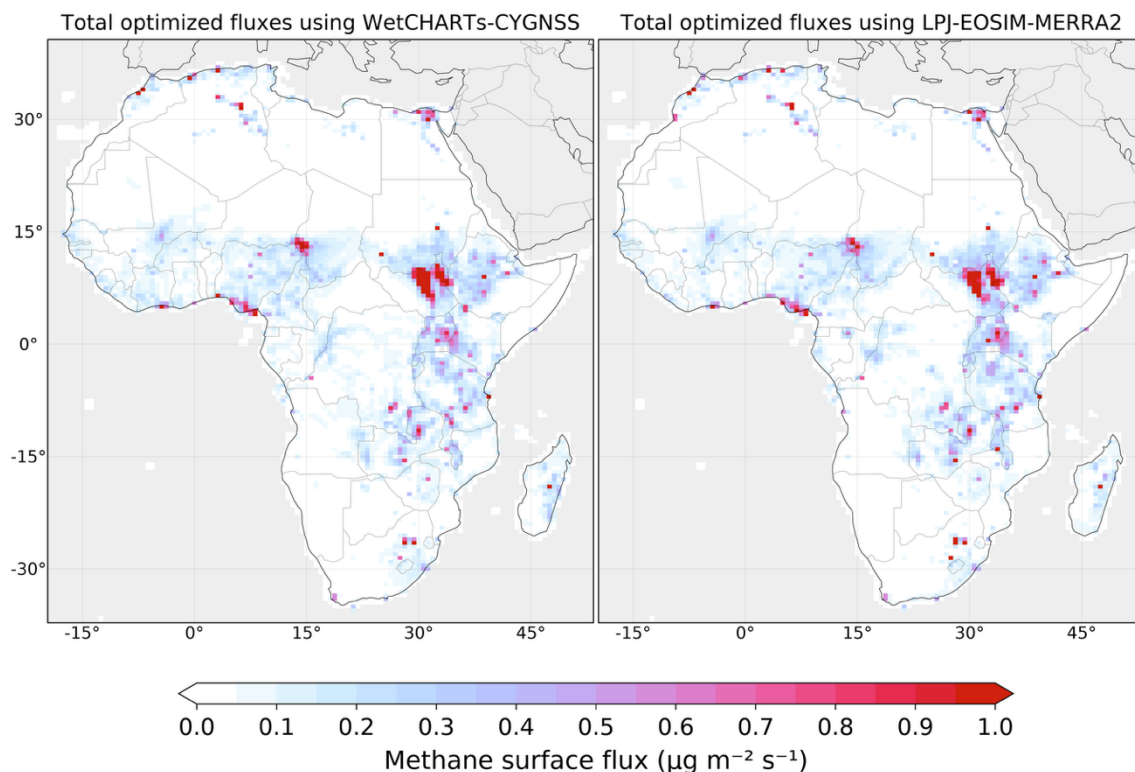 Total optimized fluxes using WetCHARTs-CYGNSS
Total optimized fluxes using LPJ-EOSIM-MERRA2
30°
15°
0°
-15°
-30°
-15° 0° 15° 30° 45° -15° 0° 15° 30° 45°
0.0 0.1 0.2 0.3 0.4 0.5 0.6 0.7 0.8 0.9 1.0
Methane surface flux (μg m⁻² s⁻¹)